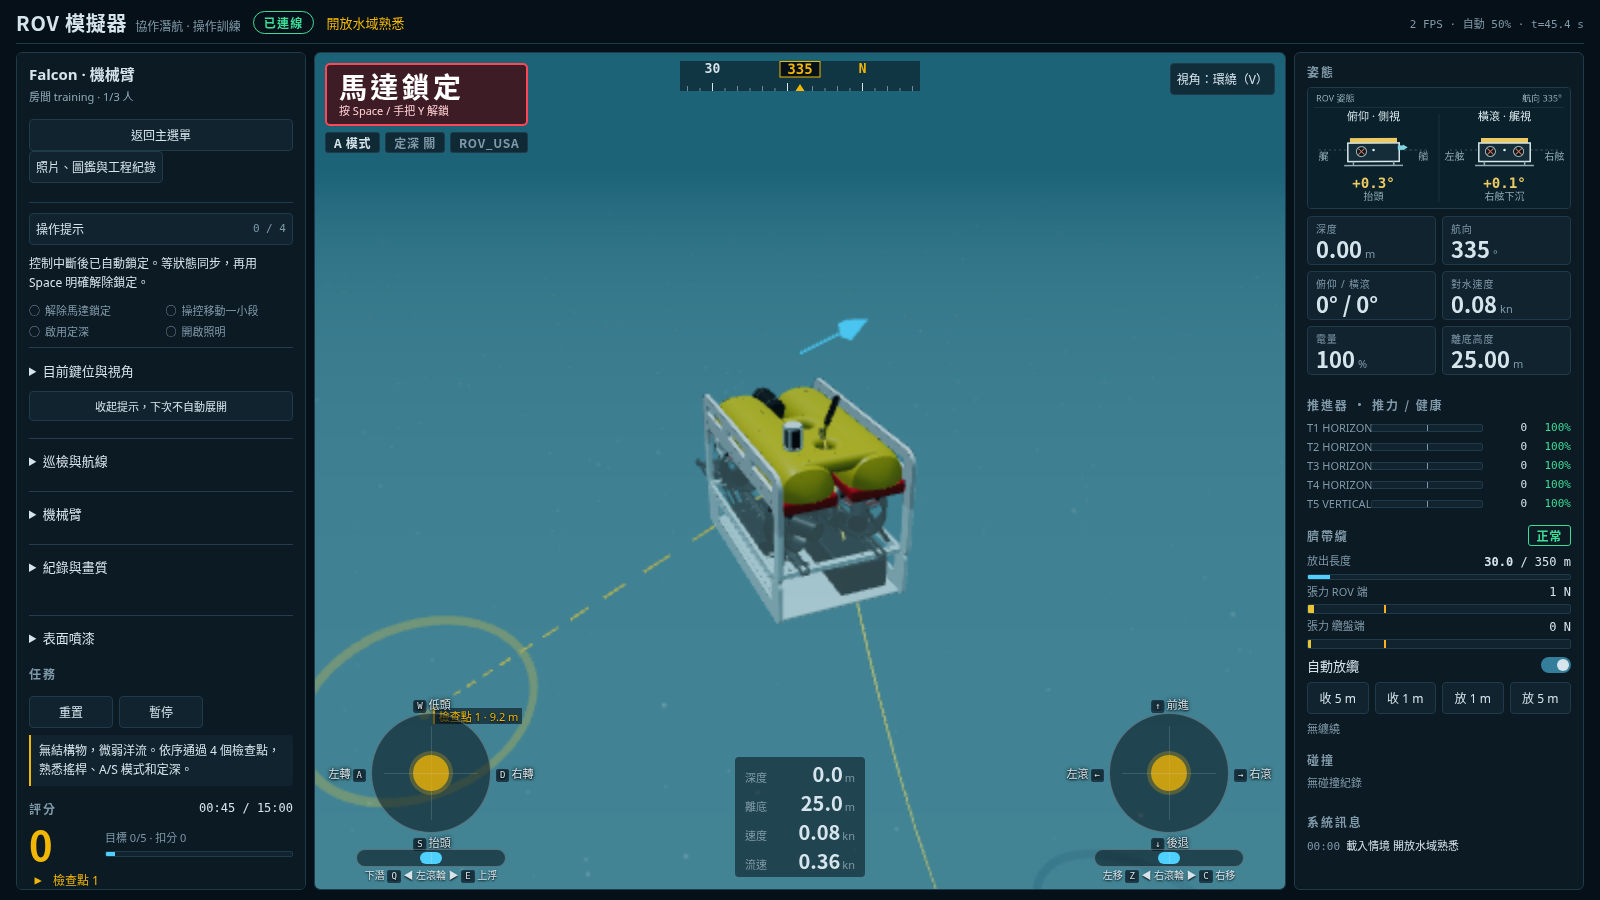 ROV 模擬器 協作潛航 · 操作訓練 已連線 開放水域熟悉
2 FPS · 自動 50% · t=45.4 s
Falcon · 機械臂
房間 training · 1/3 人
返回主選單
照片、圖鑑與工程紀錄
操作提示 0 / 4
控制中斷後已自動鎖定。等狀態同步，再用
Space 明確解除鎖定。
解除馬達鎖定 操控移動一小段
啟用定深 開啟照明
目前鍵位與視角
收起提示，下次不自動展開
巡檢與航線
機械臂
紀錄與畫質
表面噴漆
任務
重置 暫停
無結構物，微弱洋流。依序通過 4 個檢查點，
熟悉搖桿、A/S 模式和定深。
評分 00:45 / 15:00
0 目標 0/5 · 扣分 0
檢查點 1
馬達鎖定
按 Space / 手把 Y 解鎖
A 模式 定深 關 ROV_USA
30 335 N
視角：環繞（V）
W 低頭
檢查點 1 · 9.2 m
左轉 A D 右轉
S 抬頭
下潛 Q ◀ 左滾輪 ▶ E 上浮
深度 0.0 m
離底 25.0 m
速度 0.08 kn
流速 0.36 kn
↑ 前進
左滾 ← → 右滾
↓ 後退
左移 Z ◀ 右滾輪 ▶ C 右移
姿態
ROV 姿態 航向 335°
俯仰 · 側視 橫滾 · 艉視
艉 艏 左舷 右舷
+0.3° +0.1°
抬頭 右舷下沉
深度 航向
0.00 m 335 °
俯仰 / 橫滾 對水速度
0° / 0° 0.08 kn
電量 離底高度
100 % 25.00 m
推進器 · 推力 / 健康
T1 HORIZON 0 100%
T2 HORIZON 0 100%
T3 HORIZON 0 100%
T4 HORIZON 0 100%
T5 VERTICAL 0 100%
臍帶纜 正常
放出長度 30.0 / 350 m
張力 ROV 端 1 N
張力 纜盤端 0 N
自動放纜
收 5 m 收 1 m 放 1 m 放 5 m
無纏繞
碰撞
無碰撞紀錄
系統訊息
00:00 載入情境 開放水域熟悉